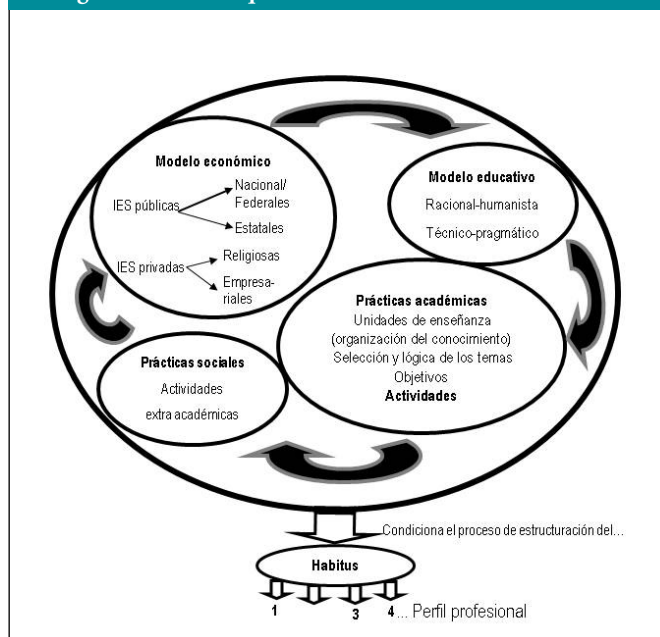 Modelo económico
IES públicas
Nacional/
Federales
Estatales
IES privadas
Religiosas
Empresa-
riales
Modelo educativo
Racional-humanista
Técnico-pragmático
Prácticas académicas
Unidades de enseñanza
(organización del conocimiento)
Selección y lógica de los temas
Objetivos
Actividades
Prácticas sociales
Actividades
extra académicas
Condiciona el proceso de estructuración del...
Habitus
1 3 4... Perfil profesional